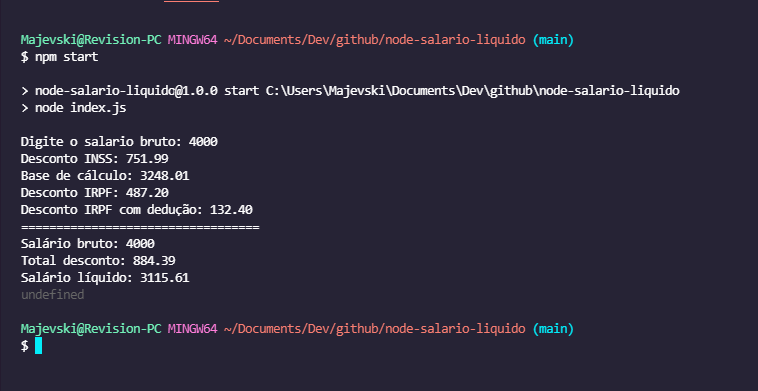 Majevski@Revision-PC MINGW64 ~/Documents/Dev/github/node-salario-liquido (main)
$ npm start
> node-salario-liquido@1.0.0 start C:\Users\Majevski\Documents\Dev\github\node-salario-liquido
> node index.js
Digite o salario bruto: 4000
Desconto INSS: 751.99
Base de cálculo: 3248.01
Desconto IRPF: 487.20
Desconto IRPF com dedução: 132.40
==================================
Salário bruto: 4000
Total desconto: 884.39
Salário líquido: 3115.61
undefined
Majevski@Revision-PC MINGW64 ~/Documents/Dev/github/node-salario-liquido (main)
$